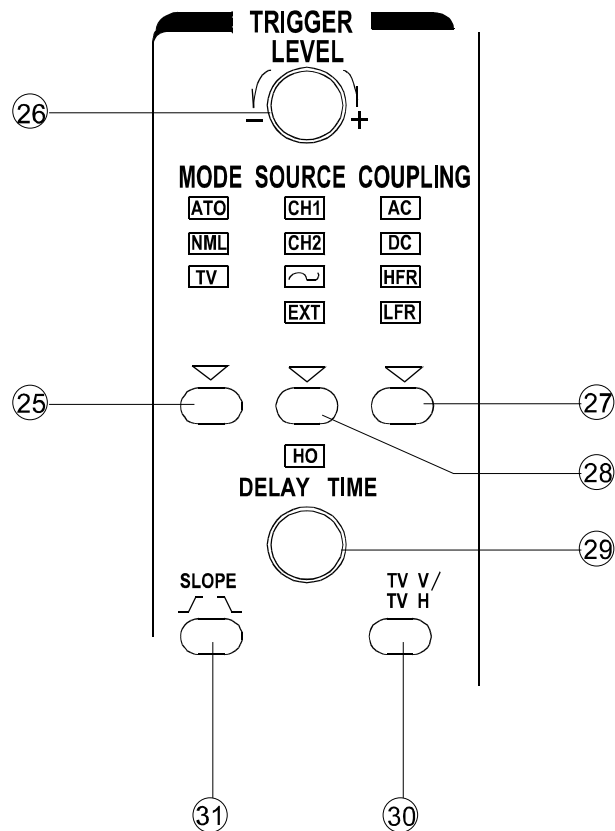 TRIGGER
LEVEL
26
− +
MODE SOURCE COUPLING
ATO CH1 AC
NML CH2 DC
TV HFR
EXT LFR
25
27
28
HO
DELAY TIME
29
SLOPE
TV V/
TV H
31
30